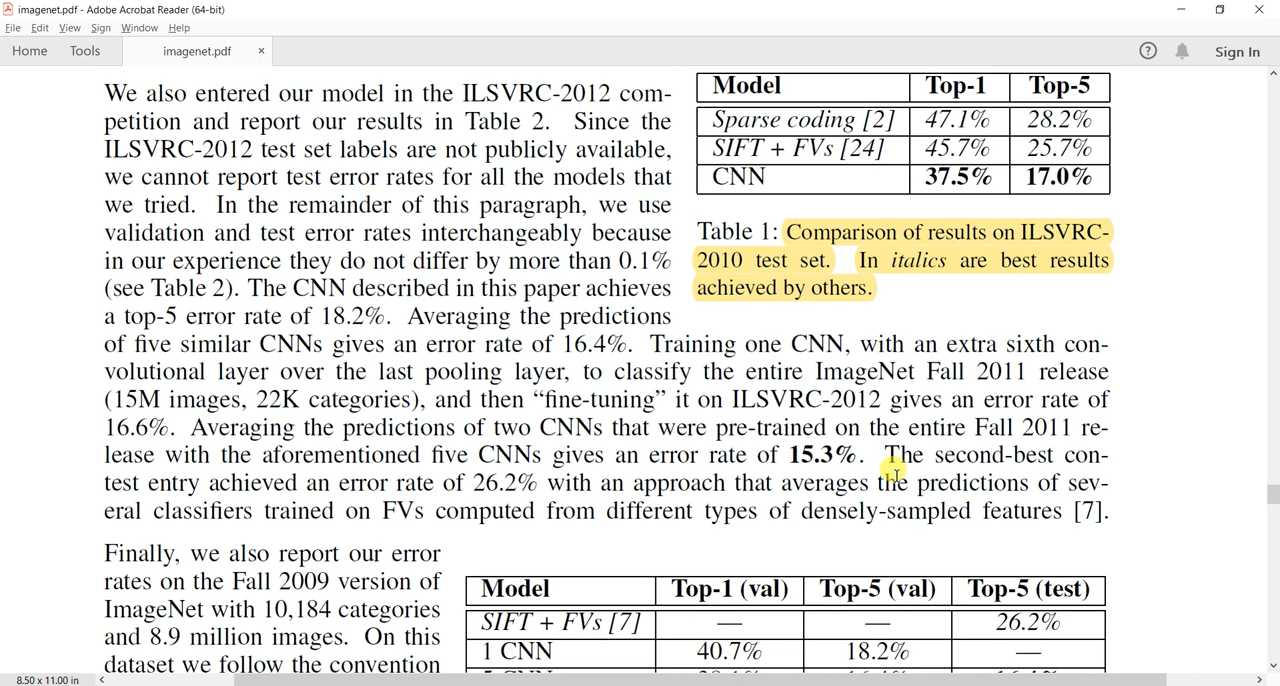 imagenet.pdf - Adobe Acrobat Reader (64-bit)
File Edit View Sign Window Help
Home Tools imagenet.pdf × ? Sign In
We also entered our model in the ILSVRC-2012 com-
petition and report our results in Table 2. Since the
ILSVRC-2012 test set labels are not publicly available,
we cannot report test error rates for all the models that
we tried. In the remainder of this paragraph, we use
validation and test error rates interchangeably because
in our experience they do not differ by more than 0.1%
(see Table 2). The CNN described in this paper achieves
a top-5 error rate of 18.2%. Averaging the predictions
Model Top-1 Top-5
Sparse coding [2] 47.1% 28.2%
SIFT + FVs [24] 45.7% 25.7%
CNN 37.5% 17.0%
Table 1: Comparison of results on ILSVRC-
2010 test set. In italics are best results
achieved by others.
of five similar CNNs gives an error rate of 16.4%. Training one CNN, with an extra sixth con-
volutional layer over the last pooling layer, to classify the entire ImageNet Fall 2011 release
(15M images, 22K categories), and then “fine-tuning” it on ILSVRC-2012 gives an error rate of
16.6%. Averaging the predictions of two CNNs that were pre-trained on the entire Fall 2011 re-
lease with the aforementioned five CNNs gives an error rate of 15.3%. The second-best con-
test entry achieved an error rate of 26.2% with an approach that averages the predictions of sev-
eral classifiers trained on FVs computed from different types of densely-sampled features [7].
Finally, we also report our error
rates on the Fall 2009 version of
ImageNet with 10,184 categories
and 8.9 million images. On this
dataset we follow the convention
Model Top-1 (val) Top-5 (val) Top-5 (test)
SIFT + FVs [7] — — 26.2%
1 CNN 40.7% 18.2% —
8.50 x 11.00 in